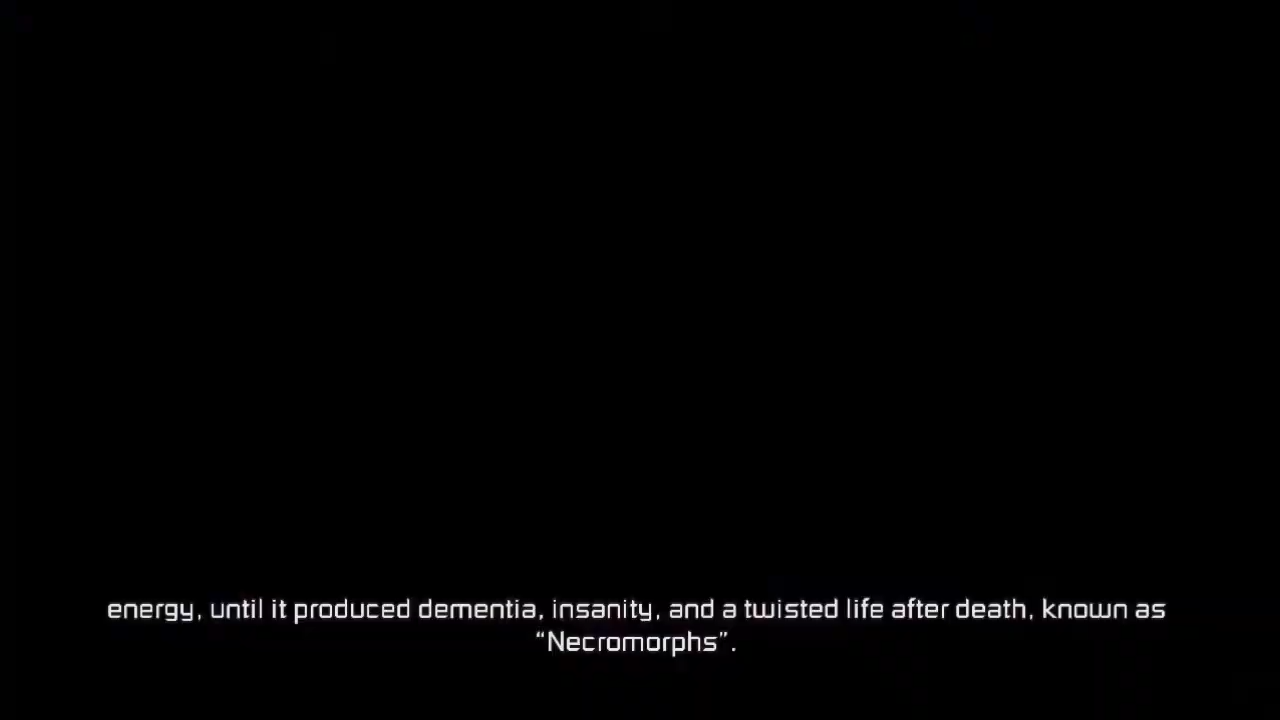 energy, until it produced dementia, insanity, and a twisted life after death, known as
“Necromorphs”.